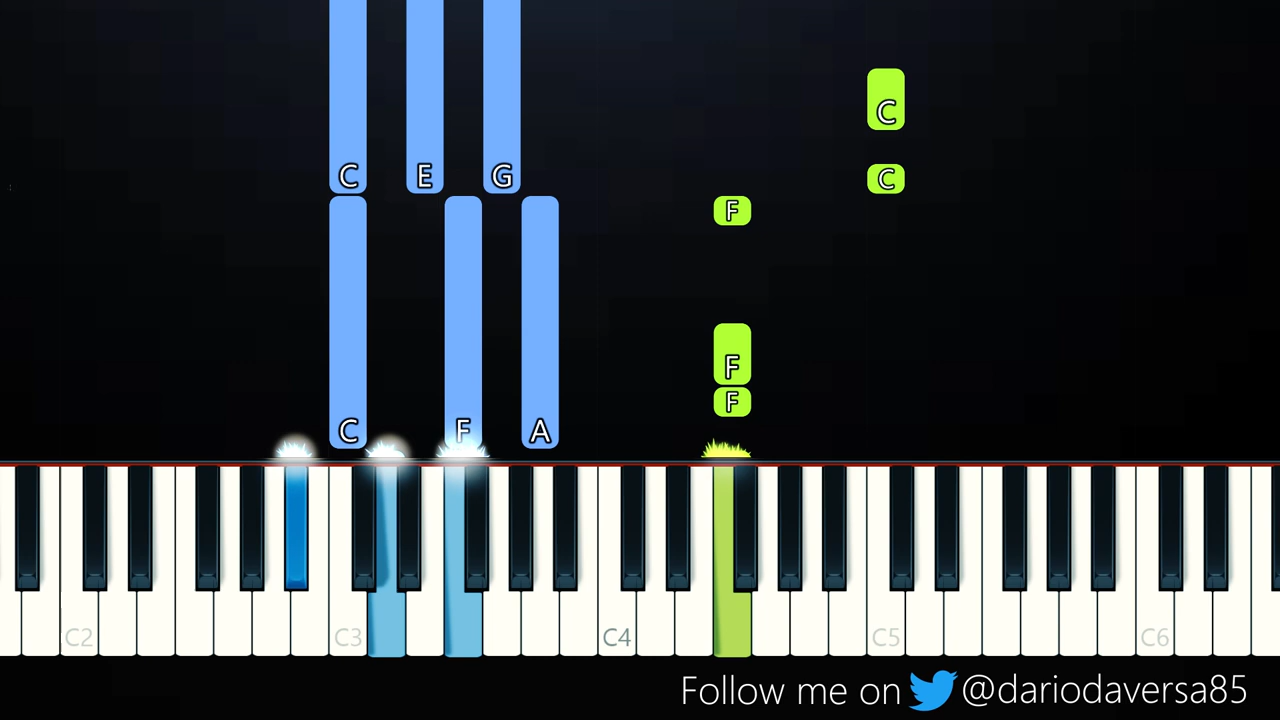 C
C E G C
F
C F A F
F
C2 C3 C4 C5 C6
Follow me on @dariodaversa85